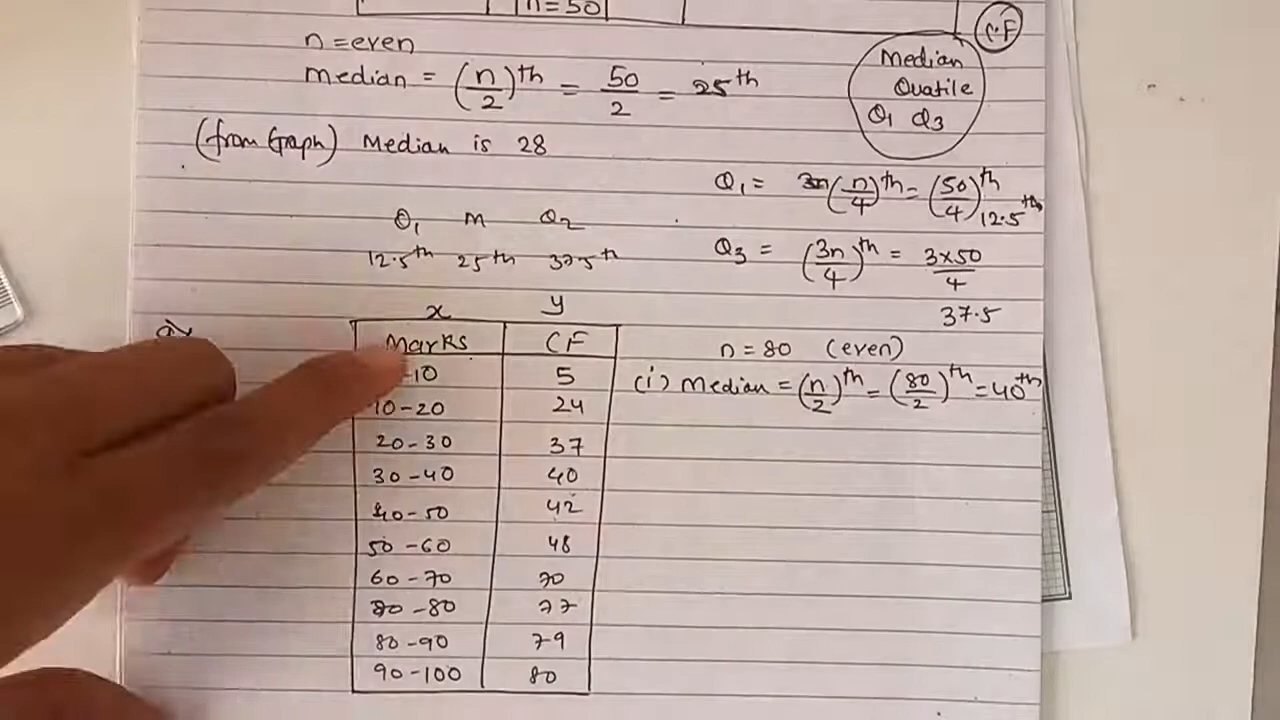 n=50
C.F
n = even
median = (n/2)th = 50/2 = 25th
(from Graph) Median is 28
Median
Quatile
Q1 Q3
Q1 = (n/4)th = (50/4)th 12.5th
Q1 M Q2
12.5th 25th 37.5th
Q3 = (3n/4)th = 3×50/4
37.5
x y
Marks CF
-10 5
10-20 24
20-30 37
30-40 40
40-50 42
50-60 48
60-70 70
70-80 77
80-90 79
90-100 80
n = 80 (even)
(i) Median = (n/2)th = (80/2)th = 40th